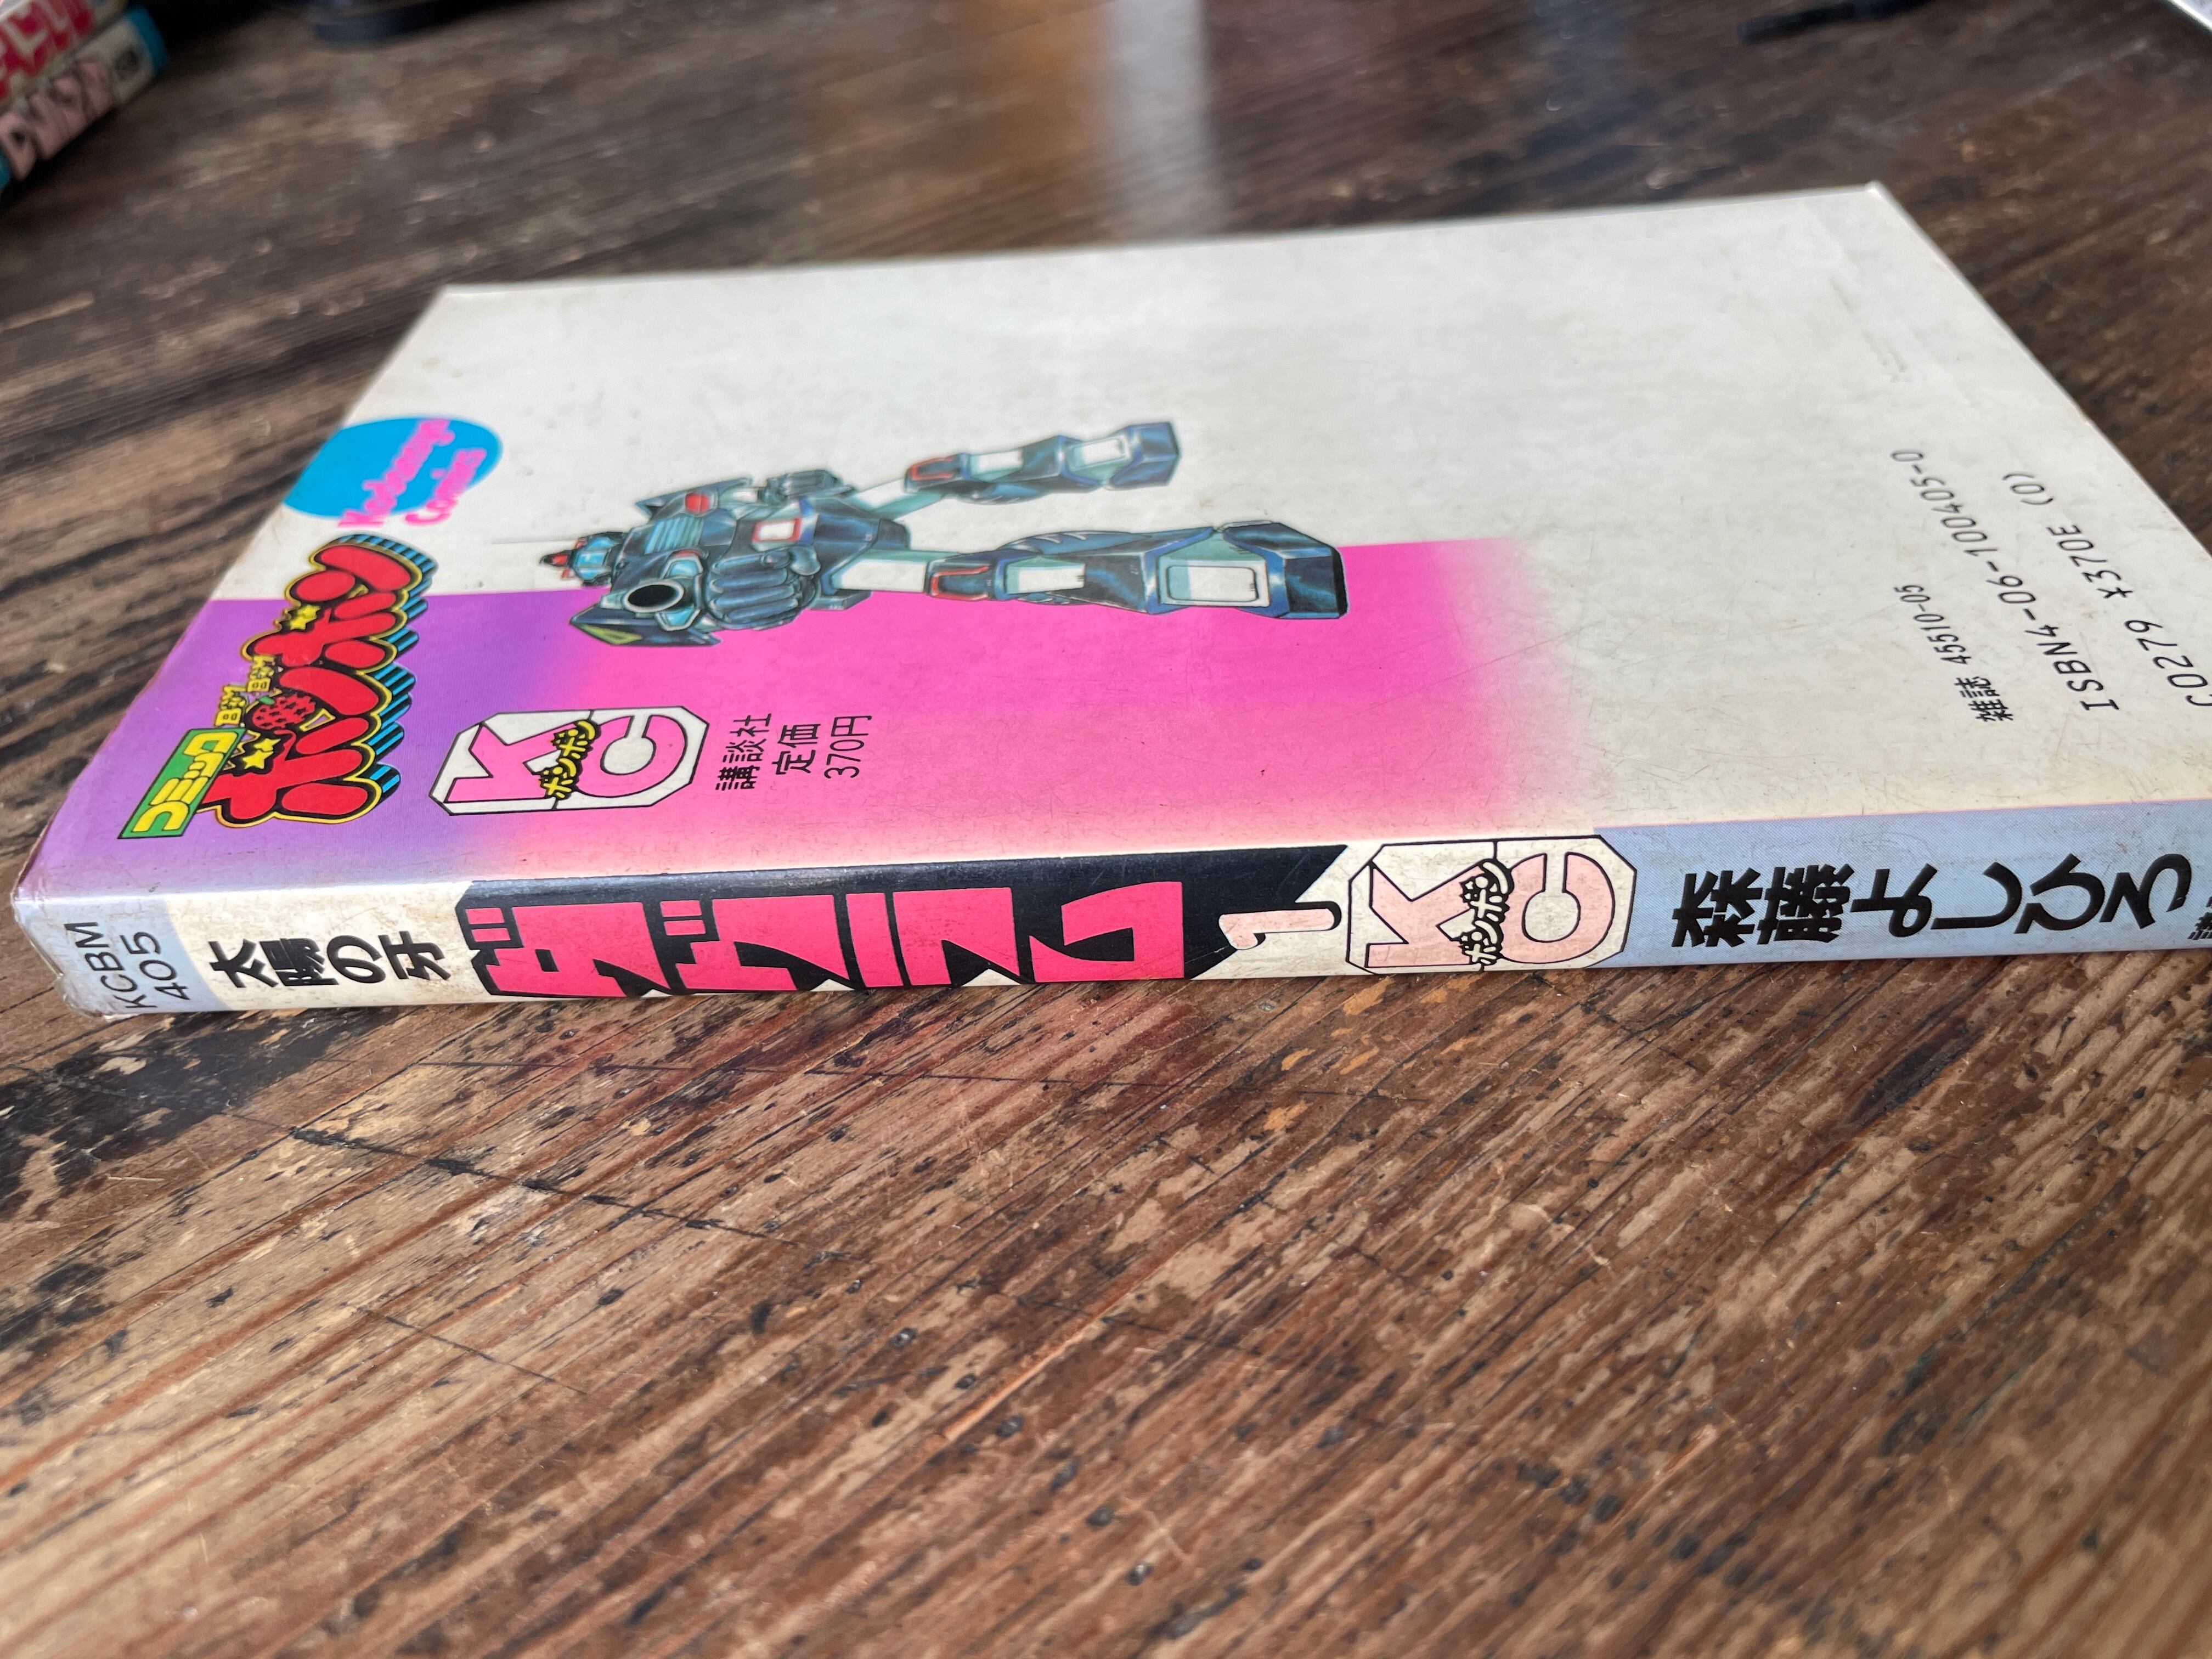 Kodansha
Comics
コミック
ボンボン
KC
ボンボン
講談社
定価
370円
雑誌 45510-05
ISBN4-06-100405-0
C0279 ¥370E (0)
KCBM
405
太陽の牙
ダグラム
1
KC
ボンボン
森藤よしひろ